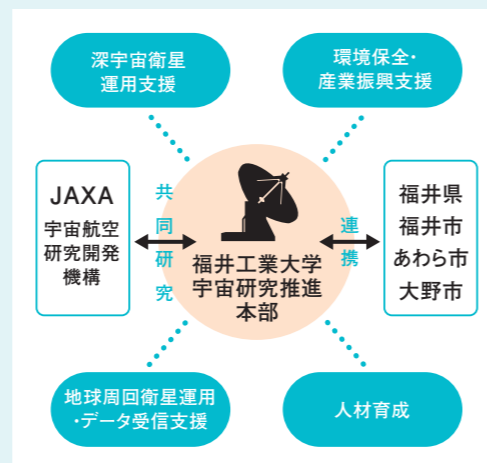 深宇宙衛星
運用支援
環境保全・
産業振興支援
JAXA
宇宙航空
研究開発
機構
共同研究
福井工業大学
宇宙研究推進
本部
連携
福井県
福井市
あわら市
大野市
地球周回衛星運用
・データ受信支援
人材育成